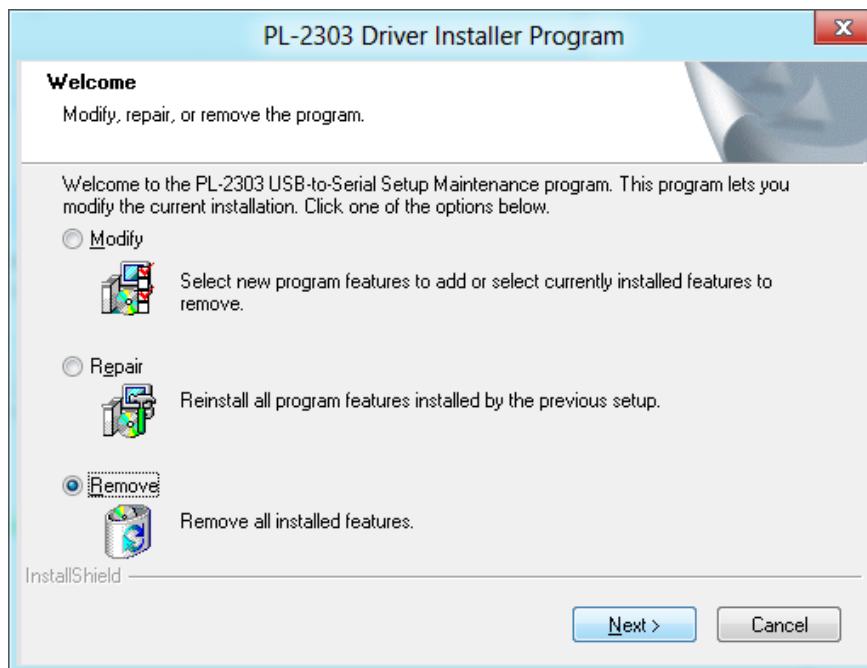 PL-2303 Driver Installer Program
x
Welcome
Modify, repair, or remove the program.
Welcome to the PL-2303 USB-to-Serial Setup Maintenance program. This program lets you
modify the current installation. Click one of the options below.
Modify
Select new program features to add or select currently installed features to
remove.
Repair
Reinstall all program features installed by the previous setup.
Remove
Remove all installed features.
InstallShield
Next >
Cancel